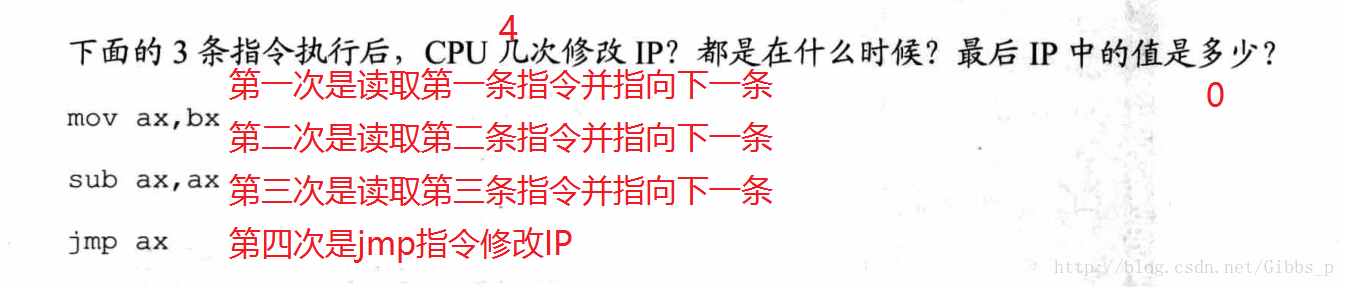 4
下面的 3 条指令执行后，CPU 几次修改 IP？都是在什么时候？最后 IP 中的值是多少？
第一次是读取第一条指令并指向下一条
0
mov ax,bx
第二次是读取第二条指令并指向下一条
sub ax,ax
第三次是读取第三条指令并指向下一条
jmp ax
第四次是jmp指令修改IP
http://blog.csdn.net/Gibbs_p